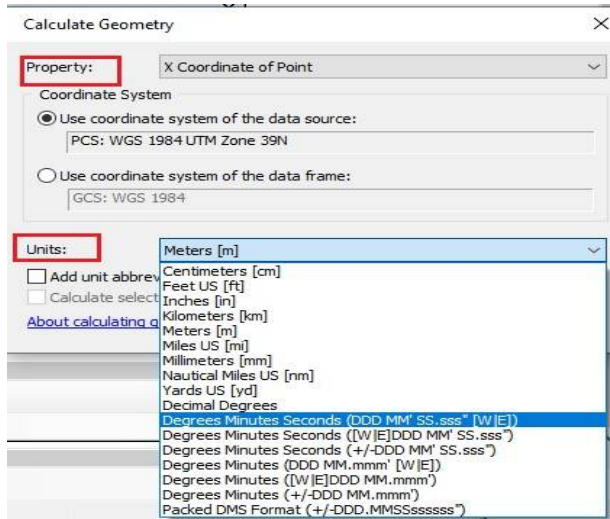 Calculate Geometry
Property: X Coordinate of Point
Coordinate System
Use coordinate system of the data source:
PCS: WGS 1984 UTM Zone 39N
Use coordinate system of the data frame:
GCS: WGS 1984
Units: Meters [m]
Centimeters [cm]
Add unit abbrev
Feet US [ft]
Calculate select
Inches [in]
Kilometers [km]
About calculating g
Meters [m]
Miles US [mi]
Millimeters [mm]
Nautical Miles US [nm]
Yards US [yd]
Decimal Degrees
Degrees Minutes Seconds (DDD MM' SS.sss" [W|E])
Degrees Minutes Seconds ([W|E]DDD MM' SS.sss")
Degrees Minutes Seconds (+/-DDD MM' SS.sss")
Degrees Minutes (DDD MM.mmm' [W|E])
Degrees Minutes ([W|E]DDD MM.mmm')
Degrees Minutes (+/-DDD MM.mmm')
Packed DMS Format (+/-DDD.MMSSssssss")